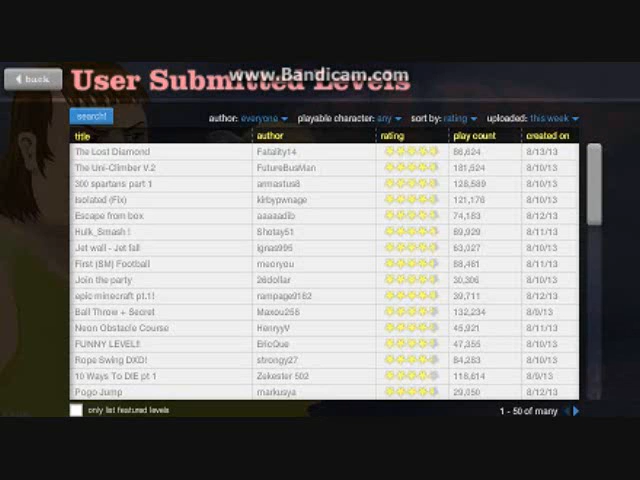 www.Bandicam.com
back
User Submitted Levels
search!
author: everyone playable character: any sort by: rating uploaded: this week
title author rating play count created on
The Lost Diamond Fatality14 86,624 8/13/13
The Uni-Climber V.2 FutureBusMan 181,524 8/10/13
300 spartans part 1 armastus8 128,589 8/10/13
Isolated (Fix) kirbypwnage 121,176 8/10/13
Escape from box aaaaadib 74,183 8/12/13
Hulk_Smash ! Shotay51 89,929 8/11/13
Jet wall - Jet fall ignas995 63,027 8/10/13
First (SM) Football meoryou 88,461 8/11/13
Join the party 26dollar 30,306 8/10/13
epic minecraft pt.1! rampage9182 39,711 8/12/13
Ball Throw + Secret Maxou256 132,234 8/9/13
Neon Obstacle Course HenryyV 45,921 8/11/13
FUNNY LEVEL! EricQue 47,355 8/10/13
Rope Swing DXD! strongy27 84,283 8/10/13
10 Ways To DIE pt 1 Zekester 502 118,614 8/9/13
Pogo Jump markusya 29,050 8/12/13
only list featured levels 1 - 50 of many